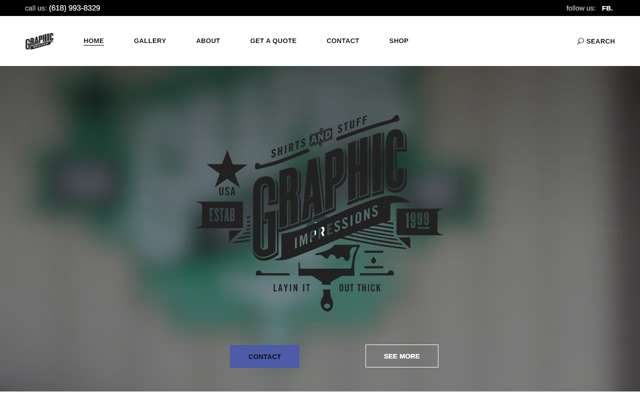 call us: (618) 993-8329
follow us: FB.
GRAPHIC
HOME
GALLERY
ABOUT
GET A QUOTE
CONTACT
SHOP
SEARCH
SHIRTS AND STUFF
USA
GRAPHIC
ESTAB
IMPRESSIONS
1999
LAYIN IT OUT THICK
CONTACT
SEE MORE